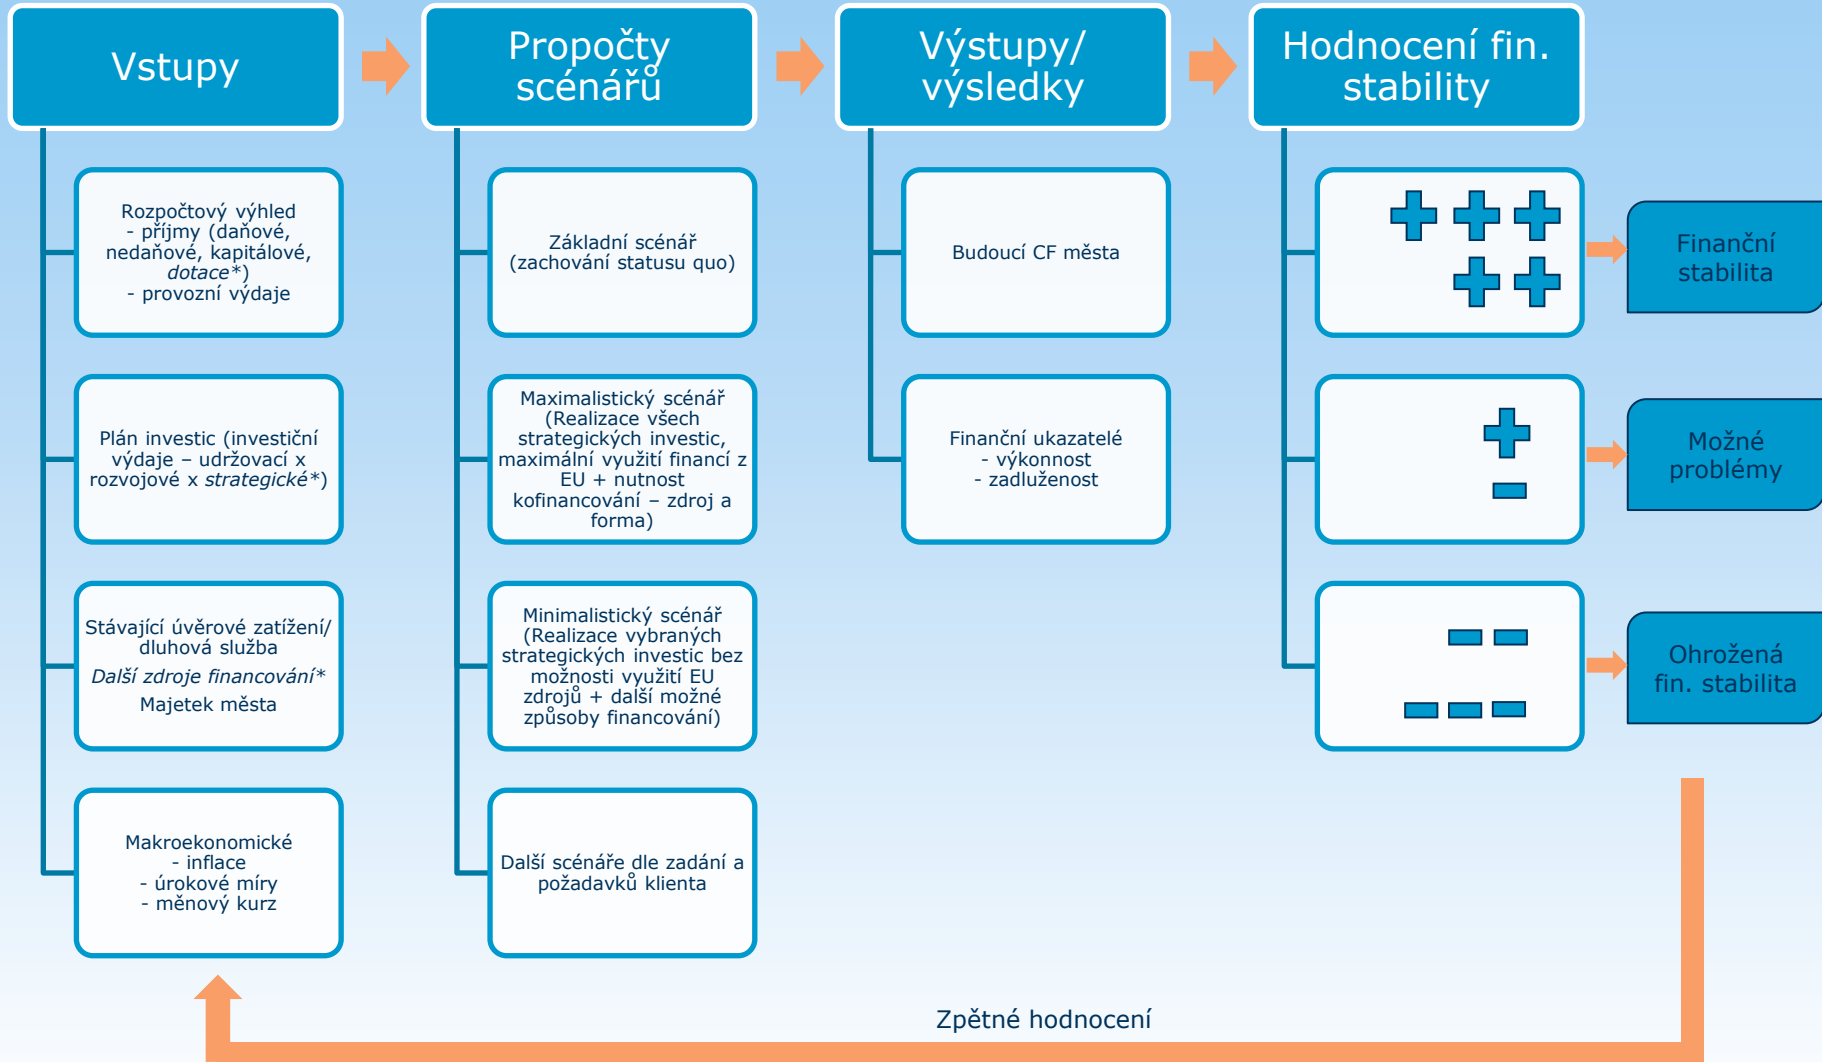 Vstupy
Rozpočtový výhled
- příjmy (daňové,
nedaňové, kapitálové,
dotace*)
- provozní výdaje
Plán investic (investiční
výdaje – udržovací x
rozvojové x strategické*)
Stávající úvěrové zatížení/
dluhová služba
Další zdroje financování*
Majetek města
Makroekonomické
- inflace
- úrokové míry
- měnový kurz
Propočty
scénářů
Základní scénář
(zachování statusu quo)
Maximalistický scénář
(Realizace všech
strategických investic,
maximální využití financí z
EU + nutnost
kofinancování – zdroj a
forma)
Minimalistický scénář
(Realizace vybraných
strategických investic bez
možnosti využití EU
zdrojů + další možné
způsoby financování)
Další scénáře dle zadání a
požadavků klienta
Výstupy/
výsledky
Budoucí CF města
Finanční ukazatelé
- výkonnost
- zadluženost
Hodnocení fin.
stability
Finanční
stabilita
Možné
problémy
Ohrožená
fin. stabilita
Zpětné hodnocení